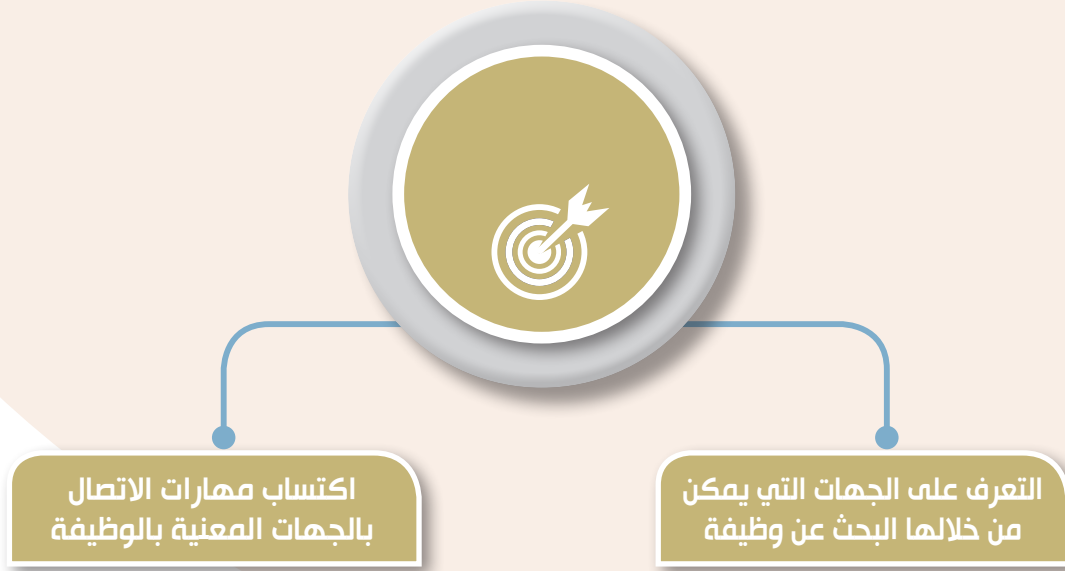 التعرف على الجهات التي يمكن
من خلالها البحث عن وظيفة
اكتساب مهارات الاتصال
بالجهات المعنية بالوظيفة